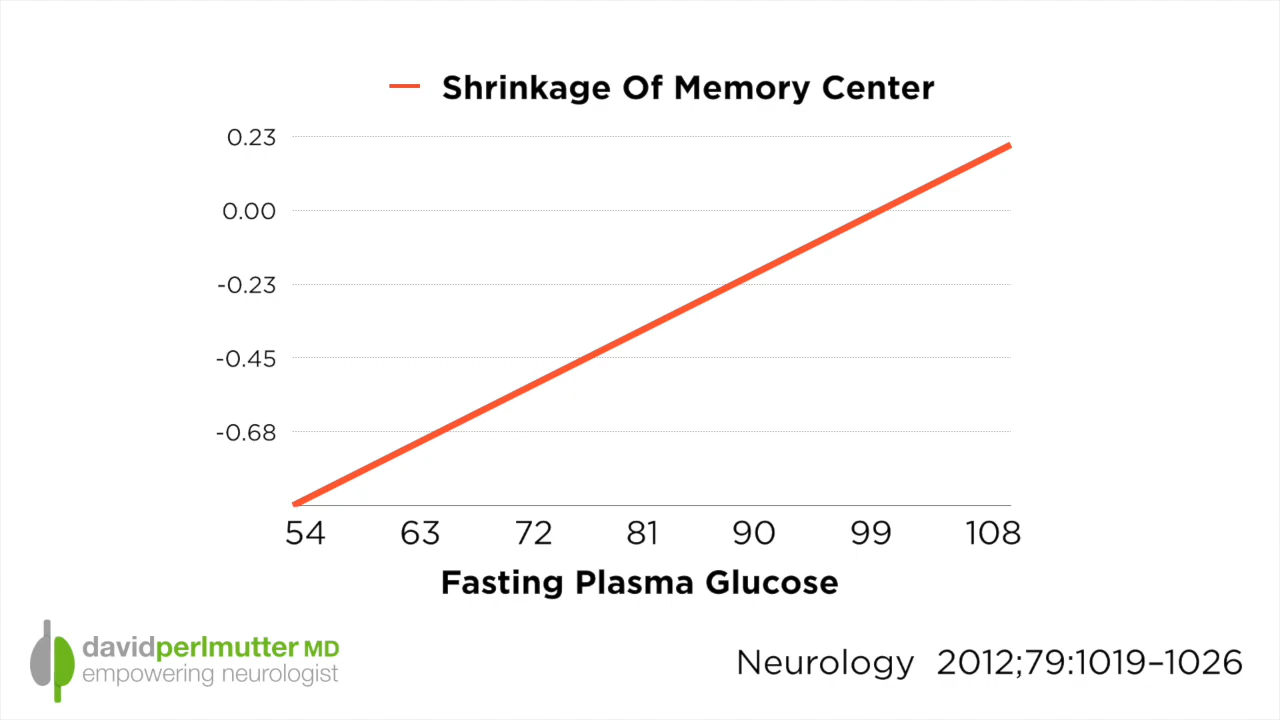 Shrinkage Of Memory Center
0.23
0.00
-0.23
-0.45
-0.68
54 63 72 81 90 99 108
Fasting Plasma Glucose
davidperlmutter MD
empowering neurologist
Neurology 2012;79:1019–1026